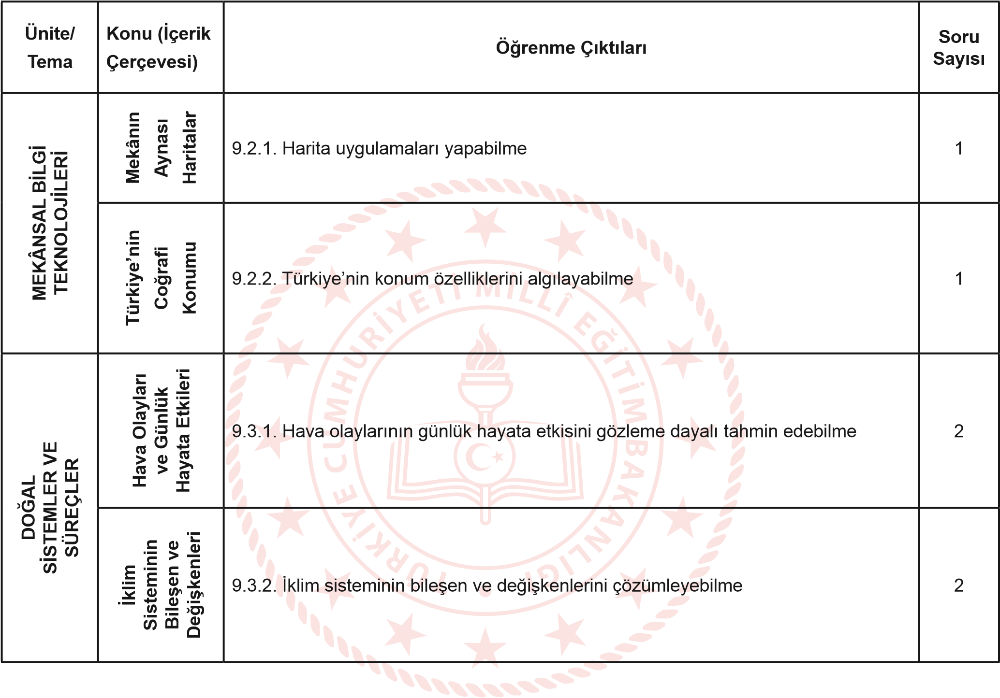 Ünite/
Tema
Konu (İçerik
Çerçevesi)
Öğrenme Çıktıları
Soru
Sayısı
MEKÂNSAL BİLGİ
TEKNOLOJİLERİ
Mekânın
Aynası
Haritalar
9.2.1. Harita uygulamaları yapabilme
1
Türkiye’nin
Coğrafi
Konumu
9.2.2. Türkiye’nin konum özelliklerini algılayabilme
1
DOĞAL
SİSTEMLER VE
SÜREÇLER
Hava Olayları
ve Günlük
Hayata Etkileri
9.3.1. Hava olaylarının günlük hayata etkisini gözleme dayalı tahmin edebilme
2
İklim
Sisteminin
Bileşen ve
Değişkenleri
9.3.2. İklim sisteminin bileşen ve değişkenlerini çözümleyebilme
2
TÜRKİYE CUMHURİYETİ MİLLÎ EĞİTİM BAKANLIĞI